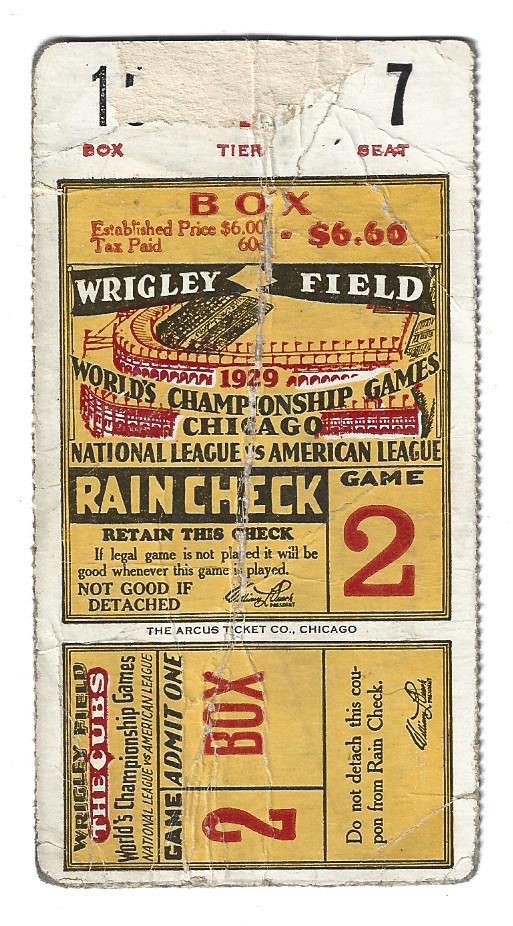 7
BOX TIER SEAT
BOX
Established Price $6.00
Tax Paid 60c
- $6.60
WRIGLEY FIELD
1929
WORLD'S CHAMPIONSHIP GAMES
CHICAGO
NATIONAL LEAGUE VS AMERICAN LEAGUE
RAIN CHECK
RETAIN THIS CHECK
If legal game is not played it will be
good whenever this game is played.
NOT GOOD IF
DETACHED
PRESIDENT
GAME
2
THE ARCUS TICKET CO., CHICAGO
WRIGLEY FIELD
THE CUBS
World's Championship Games
NATIONAL LEAGUE VS AMERICAN LEAGUE
GAME ADMIT ONE
2 BOX
Do not detach this cou-
pon from Rain Check.
PRESIDENT